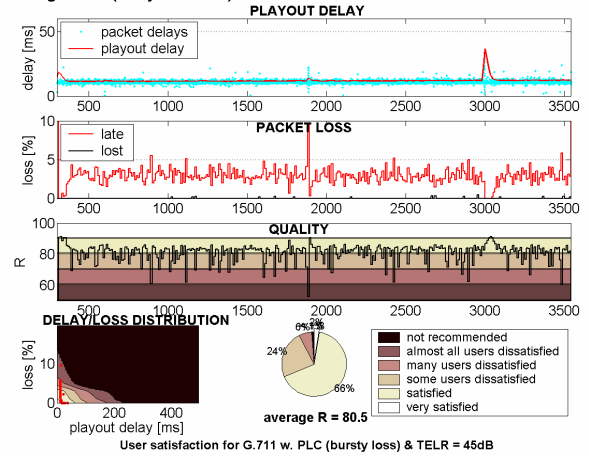 PLAYOUT DELAY
50
0
delay [ms]
packet delays
playout delay
500 1000 1500 2000 2500 3000 3500
PACKET LOSS
10
5
0
loss [%]
late
lost
500 1000 1500 2000 2500 3000 3500
QUALITY
100
80
60
R
500 1000 1500 2000 2500 3000 3500
DELAY/LOSS DISTRIBUTION
10
0
loss [%]
0 200 400
playout delay [ms]
2%
6%
24%
66%
average R = 80.5
not recommended
almost all users dissatisfied
many users dissatisfied
some users dissatisfied
satisfied
very satisfied
User satisfaction for G.711 w. PLC (bursty loss) & TELR = 45dB